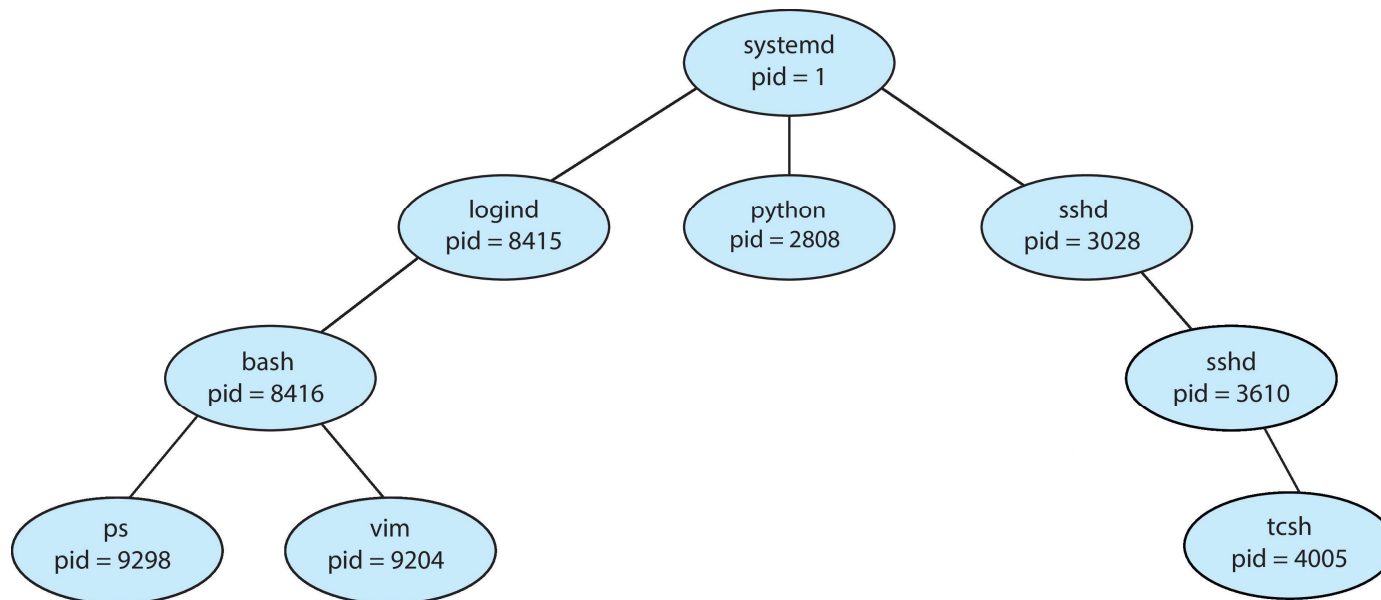 systemd
pid = 1
logind
pid = 8415
python
pid = 2808
sshd
pid = 3028
bash
pid = 8416
sshd
pid = 3610
ps
pid = 9298
vim
pid = 9204
tcsh
pid = 4005